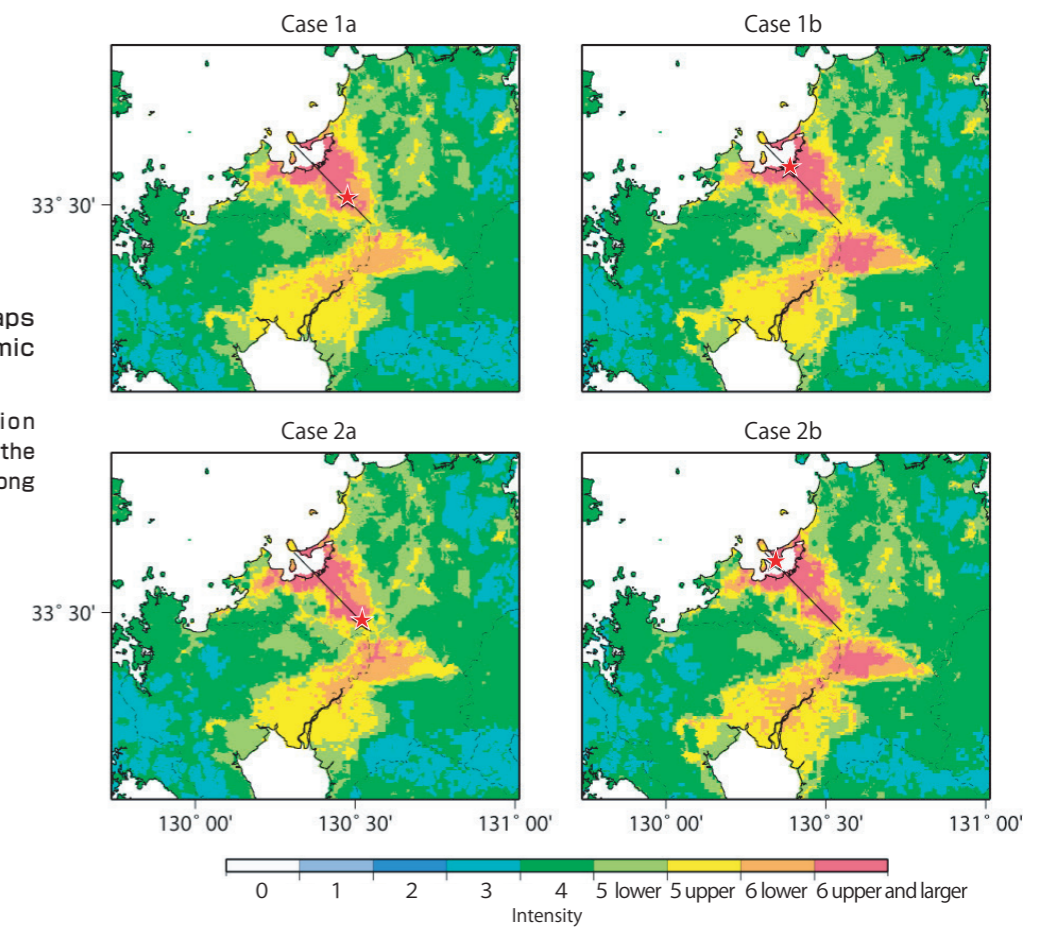 Case 1a
Case 1b
33° 30'
aps
mic
ion
the
ong
Case 2a
Case 2b
33° 30'
130° 00'
130° 30'
131° 00'
130° 00'
130° 30'
131° 00'
0 1 2 3 4 5 lower 5 upper 6 lower 6 upper and larger
Intensity